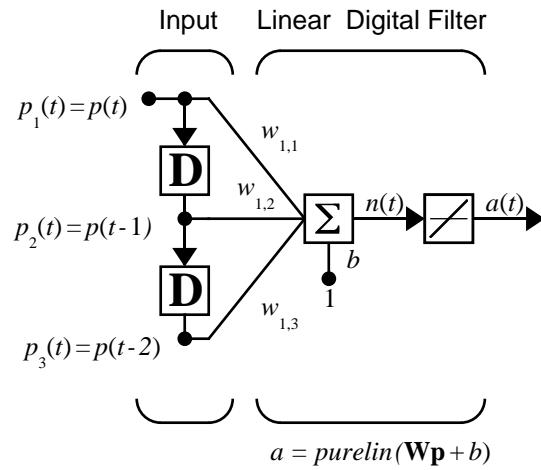 Input Linear Digital Filter
p1(t)=p(t)
w1,1
D
w1,2
n(t)
a(t)
p2(t)=p(t-1)
Σ
b
D
1
w1,3
p3(t)=p(t-2)
a = purelin(Wp+b)